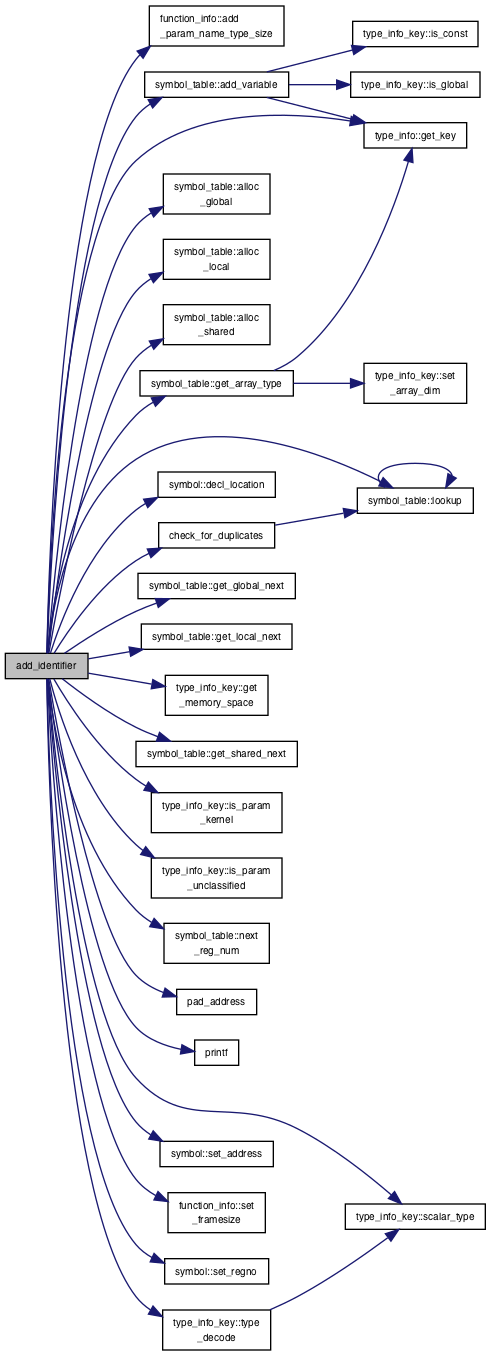 function_info::add
_param_name_type_size
type_info_key::is_const
symbol_table::add_variable
type_info_key::is_global
type_info::get_key
symbol_table::alloc
_global
symbol_table::alloc
_local
symbol_table::alloc
_shared
symbol_table::get_array_type
type_info_key::set
_array_dim
symbol::decl_location
symbol_table::lookup
check_for_duplicates
symbol_table::get_global_next
symbol_table::get_local_next
add_identifier
type_info_key::get
_memory_space
symbol_table::get_shared_next
type_info_key::is_param
_kernel
type_info_key::is_param
_unclassified
symbol_table::next
_reg_num
pad_address
printf
symbol::set_address
function_info::set
_framesize
type_info_key::scalar_type
symbol::set_regno
type_info_key::type
_decode